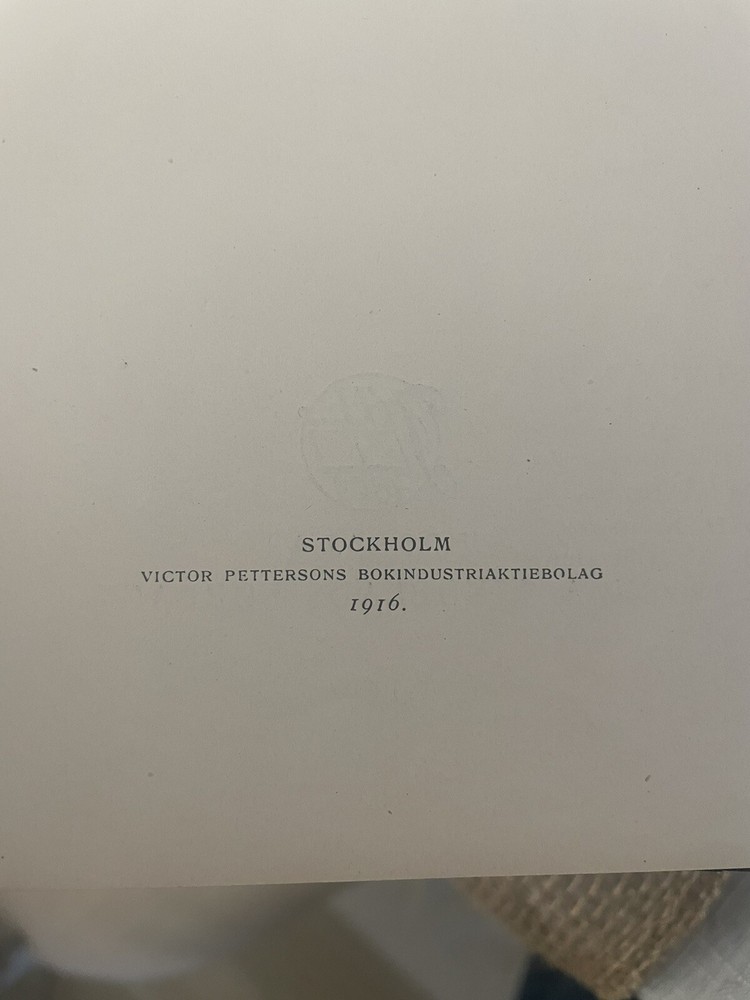 STOCKHOLM
VICTOR PETTERSONS BOKINDUSTRIAKTIEBOLAG
1916.